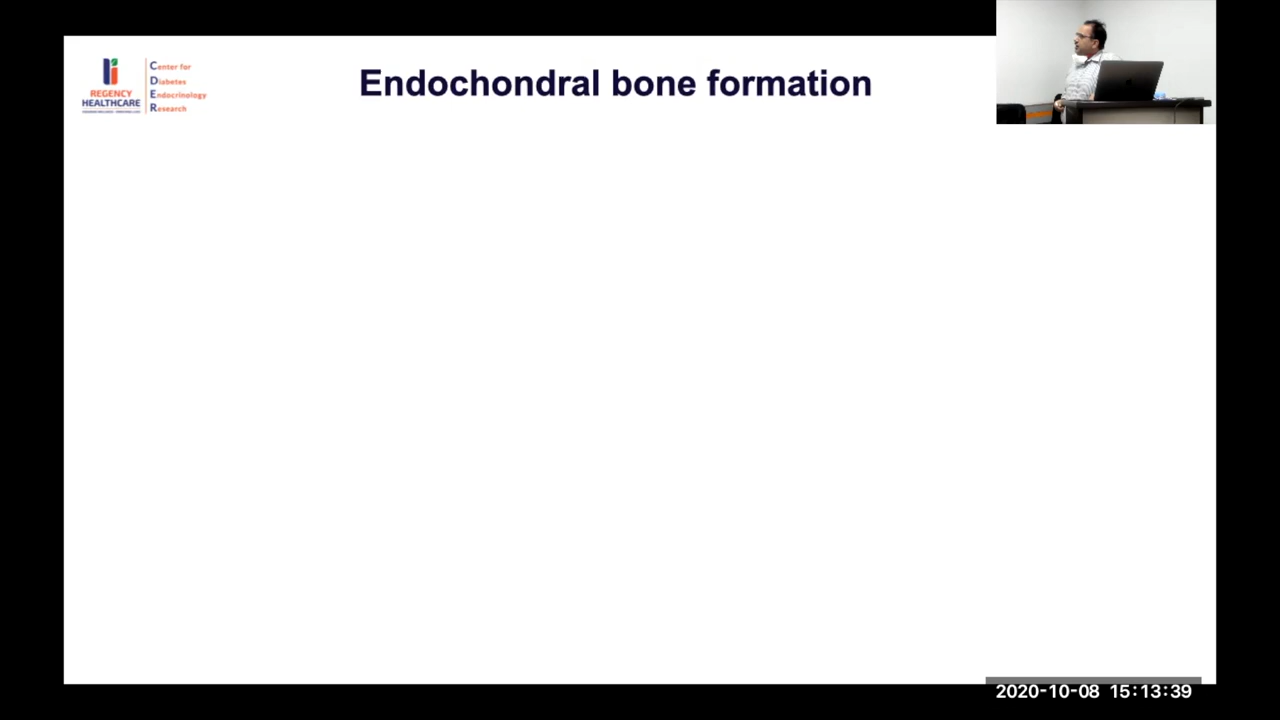 Endochondral bone formation
REGENCY
HEALTHCARE
Center for
Diabetes
Endocrinology
Research
2020-10-08 15:13:39